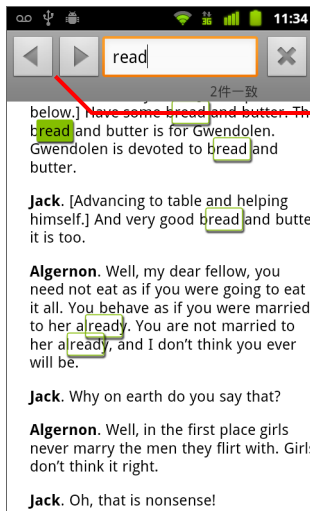 3G 11:34
read
2件一致
below.] Have some bread and butter. Th
bread and butter is for Gwendolen.
Gwendolen is devoted to bread and
butter.
Jack. [Advancing to table and helping
himself.] And very good bread and butte
it is too.
Algernon. Well, my dear fellow, you
need not eat as if you were going to eat
it all. You behave as if you were married
to her already. You are not married to
her already, and I don’t think you ever
will be.
Jack. Why on earth do you say that?
Algernon. Well, in the first place girls
never marry the men they flirt with. Girls
don’t think it right.
Jack. Oh, that is nonsense!